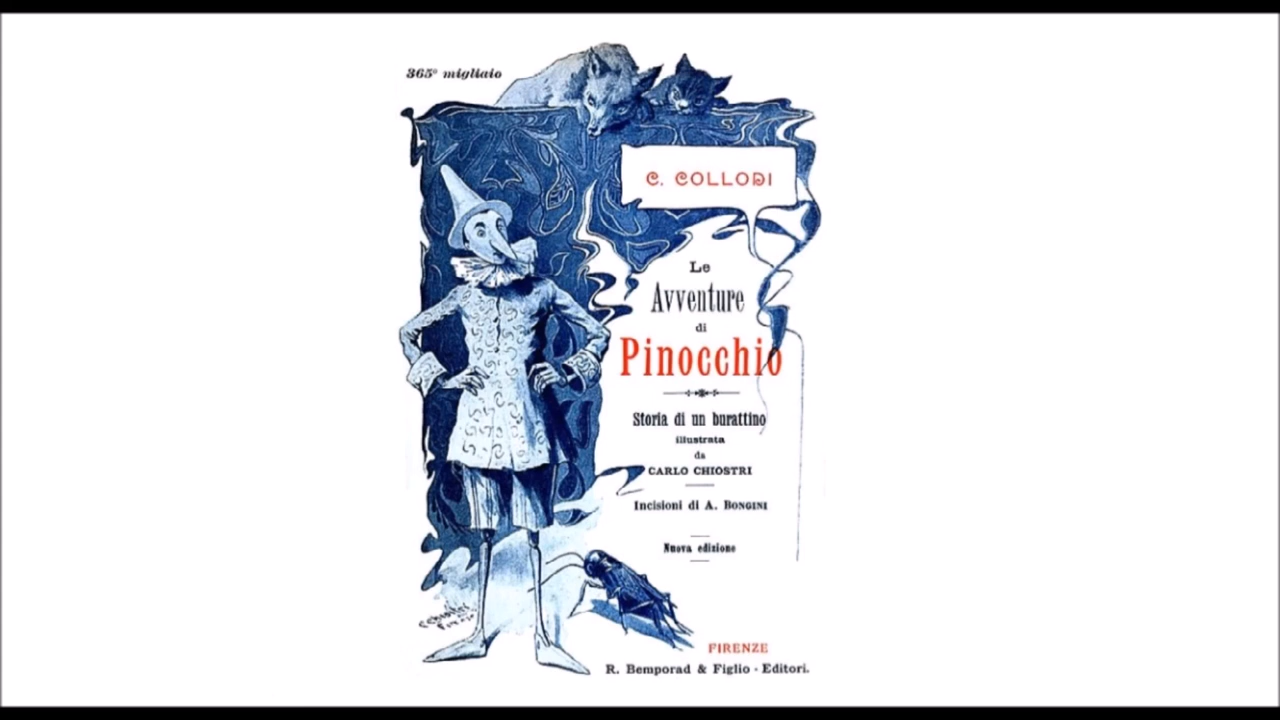 365º migliaio
C. COLLODI
Le
Avventure
di
Pinocchio
Storia di un burattino
illustrata
da
CARLO CHIOSTRI
Incisioni di A. BONGINI
Nuova edizione
FIRENZE
R. Bemporad & Figlio - Editori.